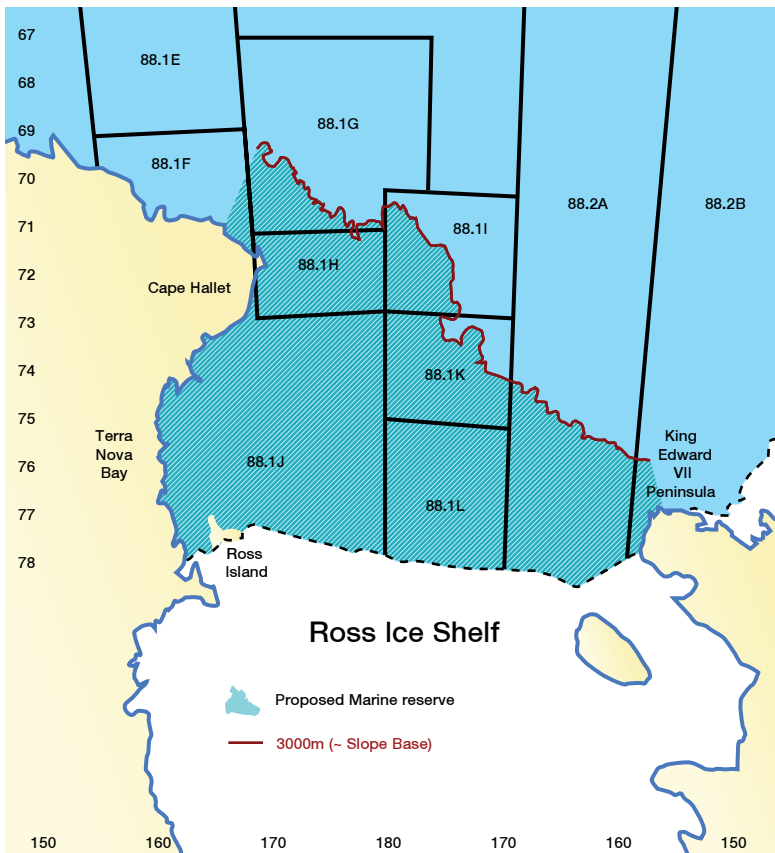 67
88.1E
68
88.1G
69
88.1F
70
88.2A
88.2B
71
88.1I
88.1H
72
Cape Hallet
73
74
88.1K
75
Terra
Nova
Bay
King
Edward
VII
Peninsula
76
88.1J
77
88.1L
78
Ross
Island
Ross Ice Shelf
Proposed Marine reserve
3000m (~ Slope Base)
150 160 170 180 170 160 150